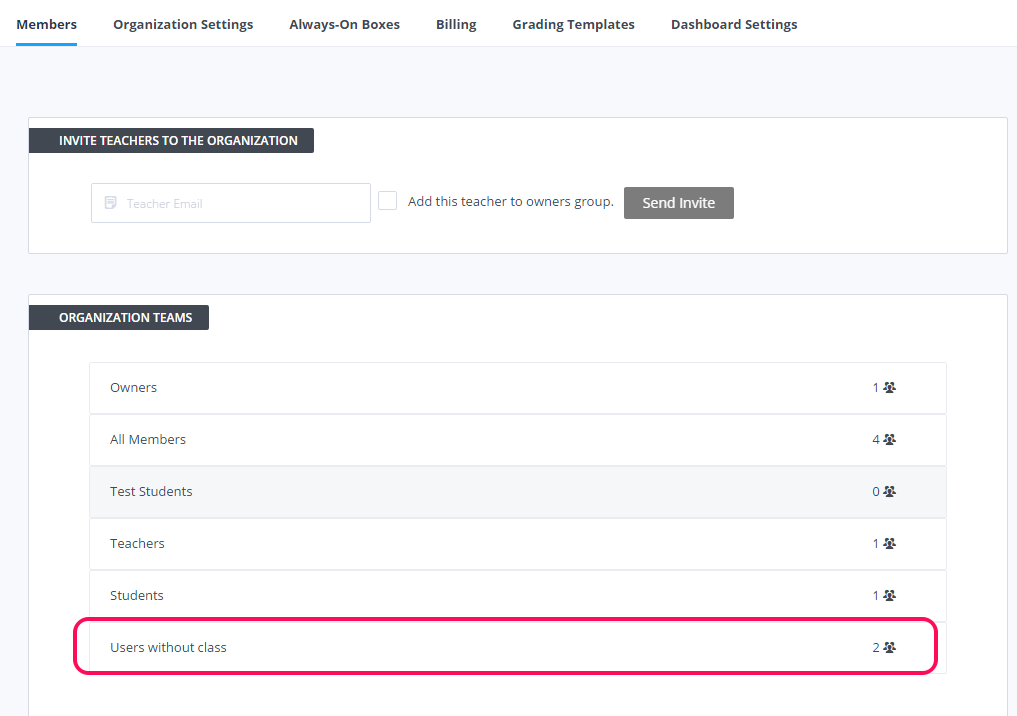 Members Organization Settings Always-On Boxes Billing Grading Templates Dashboard Settings
INVITE TEACHERS TO THE ORGANIZATION
Teacher Email Add this teacher to owners group. Send Invite
ORGANIZATION TEAMS
Owners 1
All Members 4
Test Students 0
Teachers 1
Students 1
Users without class 2